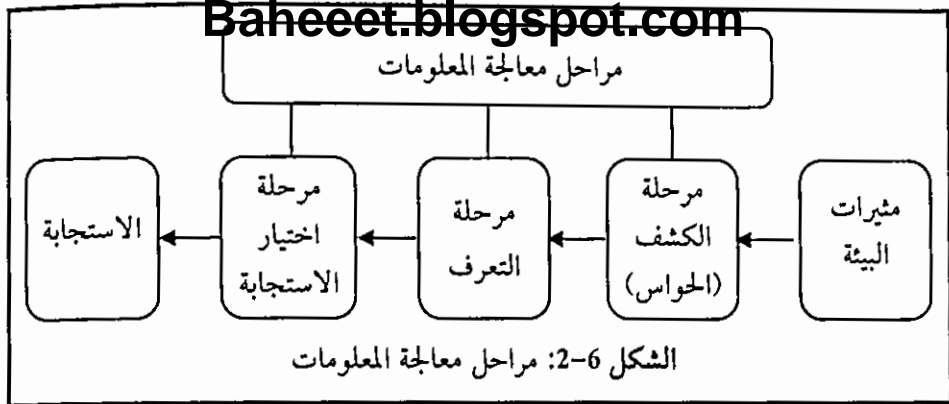 Baheeet.blogspot.com
مراحل معالجة المعلومات
مثيرات
البيئة
مرحلة
الكشف
(الحواس)
مرحلة
التعرف
مرحلة
اختيار
الاستجابة
الاستجابة
الشكل 6-2: مراحل معالجة المعلومات